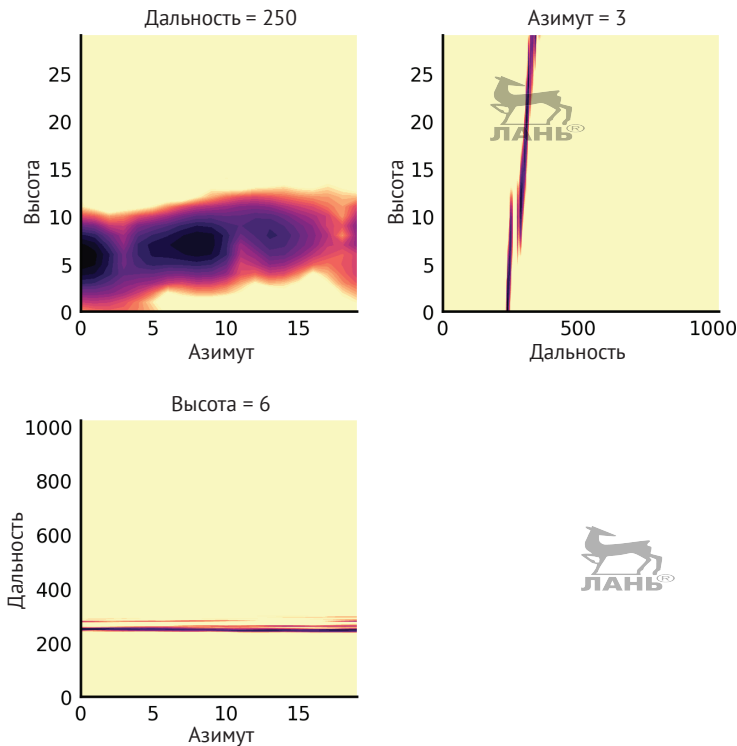 Дальность = 250
Высота
25
20
15
10
5
0
0 5 10 15
Азимут
Азимут = 3
Высота
25
20
15
10
5
0
0 500 1000
Дальность
ЛАНЬ®
Высота = 6
Дальность
1000
800
600
400
200
0
0 5 10 15
Азимут
ЛАНЬ®